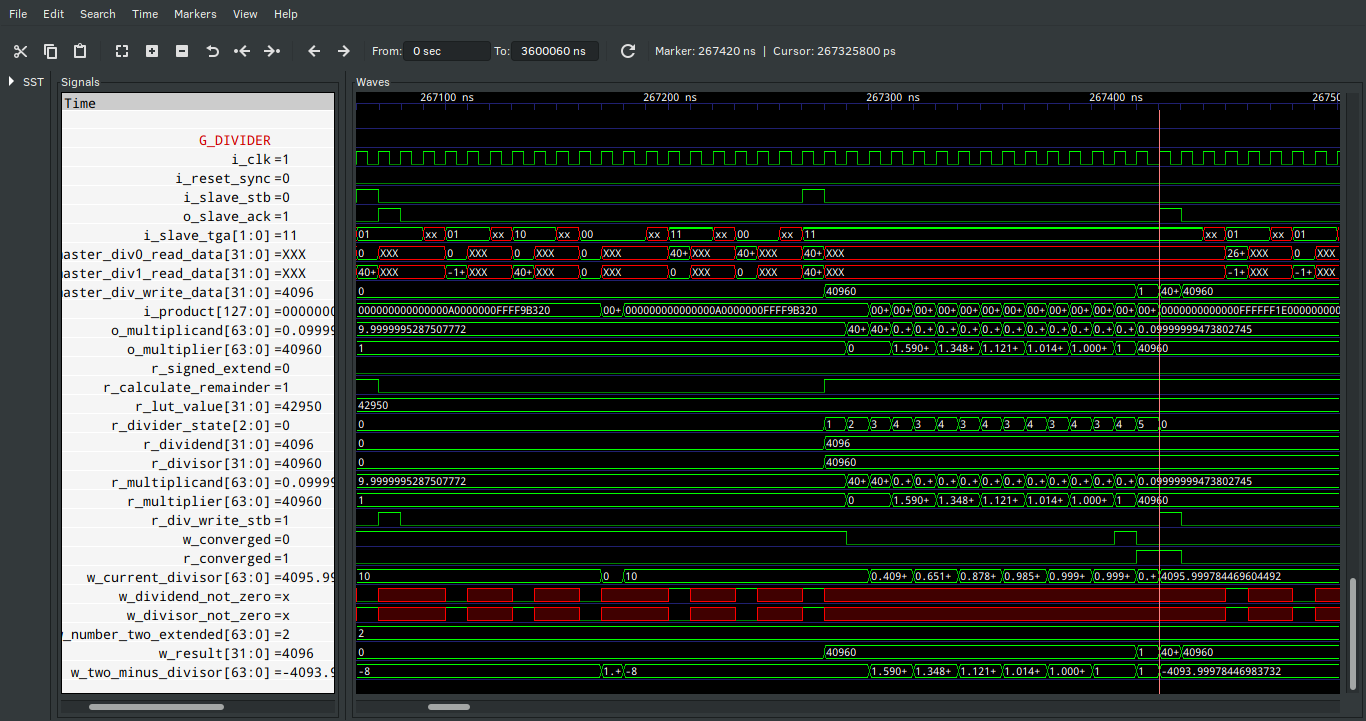 File Edit Search Time Markers View Help
From: 0 sec To: 3600060 ns Marker: 267420 ns | Cursor: 267325800 ps
SST Signals Waves
Time 267100 ns 267200 ns 267300 ns 267400 ns 26750
G_DIVIDER
i_clk =1
i_reset_sync =0
i_slave_stb =0
o_slave_ack =1
i_slave_tga[1:0] =11 01 xx 01 xx 10 xx 00 xx 11 xx 00 xx 11 xx 01 xx 01
aster_div0_read_data[31:0] =XXX 0 XXX 0 XXX 0 XXX 0 XXX 40+ XXX 40+ XXX 40+ XXX 26+ XXX 0 XXX
aster_div1_read_data[31:0] =XXX 40+ XXX -1+ XXX 40+ XXX 0 XXX 0 XXX 0 XXX 40+ XXX -1+ XXX -1+ XXX
aster_div_write_data[31:0] =4096 0 40960 1 40+ 40960
i_product[127:0] =0000000 000000000000000A0000000FFFF9B320 00+ 000000000000000A0000000FFFF9B320 00+ 00+ 00+ 00+ 00+ 00+ 00+ 00+ 00+ 00+ 00+ 00+ 00+ 0000000000000FFFFFFF1E000000000
o_multiplicand[63:0] =0.09999 9.9999995287507772 40+ 40+ 0.+ 0.+ 0.+ 0.+ 0.+ 0.+ 0.+ 0.+ 0.+ 0.+ 0.+ 0.09999999473802745
o_multiplier[63:0] =40960 1 0 1.590+ 1.348+ 1.121+ 1.014+ 1.000+ 1 40960
r_signed_extend =0
r_calculate_remainder =1
r_lut_value[31:0] =42950 42950
r_divider_state[2:0] =0 0 1 2 3 4 3 4 3 4 3 4 3 4 3 4 5 0
r_dividend[31:0] =4096 0 4096
r_divisor[31:0] =40960 0 40960
r_multiplicand[63:0] =0.09999 9.9999995287507772 40+ 40+ 0.+ 0.+ 0.+ 0.+ 0.+ 0.+ 0.+ 0.+ 0.+ 0.+ 0.+ 0.09999999473802745
r_multiplier[63:0] =40960 1 0 1.590+ 1.348+ 1.121+ 1.014+ 1.000+ 1 40960
r_div_write_stb =1
w_converged =0
r_converged =1
w_current_divisor[63:0] =4095.99 10 0 10 0.409+ 0.651+ 0.878+ 0.985+ 0.999+ 0.999+ 0.+ 4095.999784469604492
w_dividend_not_zero =x
w_divisor_not_zero =x
_number_two_extended[63:0] =2 2
w_result[31:0] =4096 0 40960 1 40+ 40960
w_two_minus_divisor[63:0] =-4093.9 -8 1.+ -8 1.590+ 1.348+ 1.121+ 1.014+ 1.000+ 1 1 -4093.99978446983732